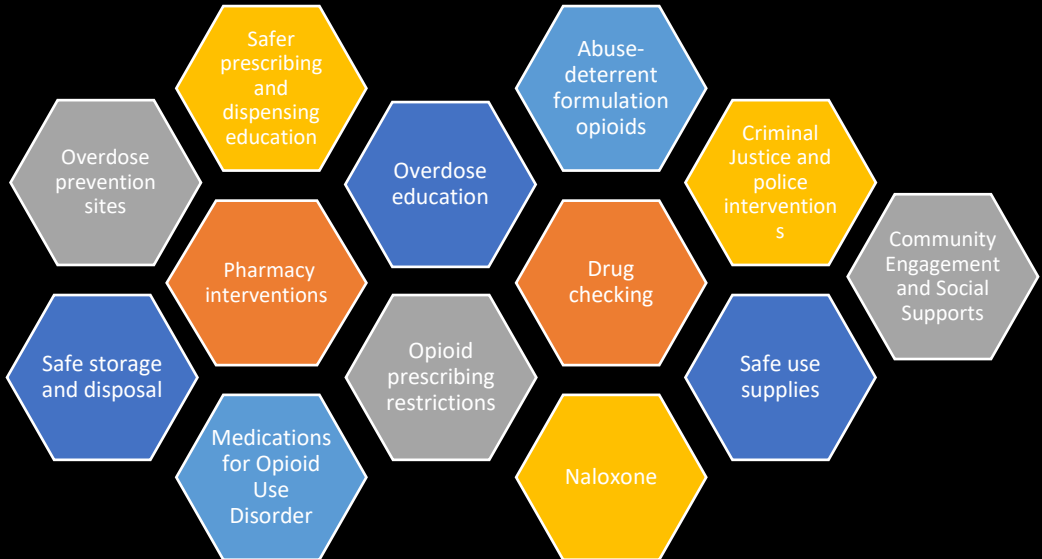 Safer
prescribing
and
dispensing
education
Abuse-
deterrent
formulation
opioids
Overdose
prevention
sites
Overdose
education
Criminal
Justice and
police
intervention
s
Community
Engagement
and Social
Supports
Pharmacy
interventions
Drug
checking
Safe storage
and disposal
Opioid
prescribing
restrictions
Safe use
supplies
Medications
for Opioid
Use
Disorder
Naloxone